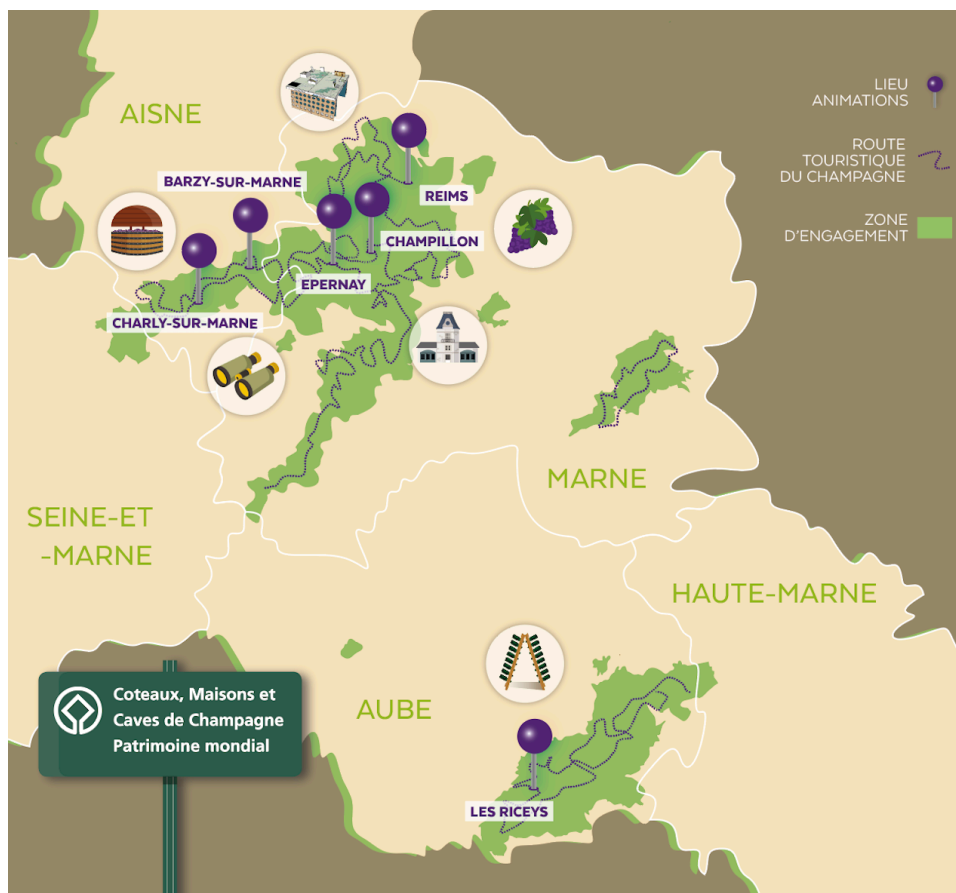 AISNE
LIEU
ANIMATIONS
ROUTE
TOURISTIQUE
DU CHAMPAGNE
ZONE
D'ENGAGEMENT
BARZY-SUR-MARNE
REIMS
CHAMPILLON
EPERNAY
CHARLY-SUR-MARNE
MARNE
SEINE-ET
-MARNE
HAUTE-MARNE
AUBE
Coteaux, Maisons et
Caves de Champagne
Patrimoine mondial
LES RICEYS